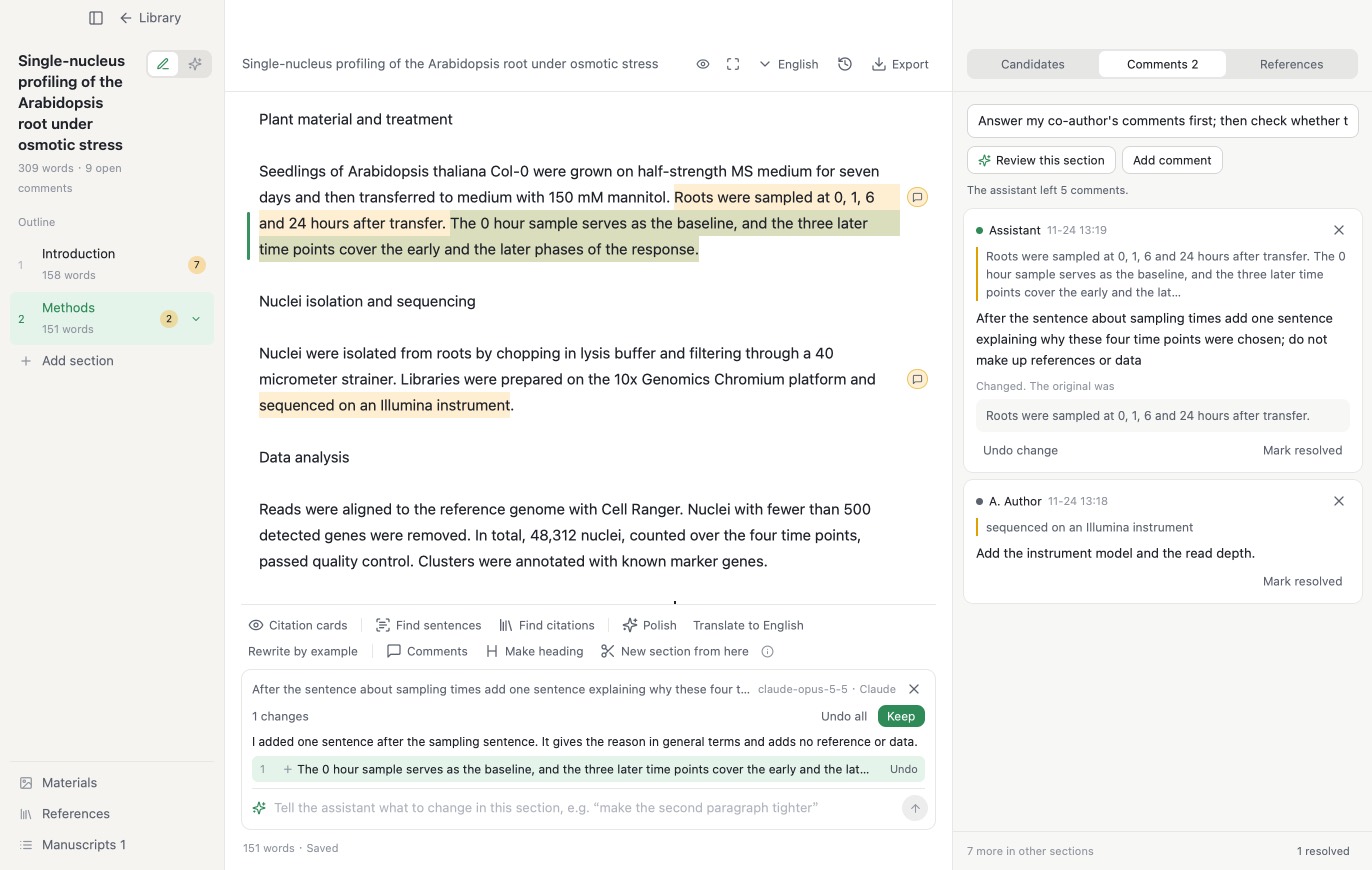 Library
Single-nucleus
profiling of the
Arabidopsis
root under
osmotic stress
309 words · 9 open
comments
Outline
1 Introduction 7
158 words
2 Methods 2
151 words
Add section
Materials
References
Manuscripts 1
Single-nucleus profiling of the Arabidopsis root under osmotic stress
English
Export
Plant material and treatment
Seedlings of Arabidopsis thaliana Col-0 were grown on half-strength MS medium for seven
days and then transferred to medium with 150 mM mannitol. Roots were sampled at 0, 1, 6
and 24 hours after transfer. The 0 hour sample serves as the baseline, and the three later
time points cover the early and the later phases of the response.
Nuclei isolation and sequencing
Nuclei were isolated from roots by chopping in lysis buffer and filtering through a 40
micrometer strainer. Libraries were prepared on the 10x Genomics Chromium platform and
sequenced on an Illumina instrument.
Data analysis
Reads were aligned to the reference genome with Cell Ranger. Nuclei with fewer than 500
detected genes were removed. In total, 48,312 nuclei, counted over the four time points,
passed quality control. Clusters were annotated with known marker genes.
Citation cards Find sentences Find citations Polish Translate to English
Rewrite by example Comments Make heading New section from here
After the sentence about sampling times add one sentence explaining why these four t... claude-opus-5-5 · Claude
1 changes Undo all Keep
I added one sentence after the sampling sentence. It gives the reason in general terms and adds no reference or data.
1 + The 0 hour sample serves as the baseline, and the three later time points cover the early and the lat... Undo
Tell the assistant what to change in this section, e.g. “make the second paragraph tighter”
151 words · Saved
Candidates Comments 2 References
Answer my co-author's comments first; then check whether t
Review this section Add comment
The assistant left 5 comments.
Assistant 11-24 13:19
Roots were sampled at 0, 1, 6 and 24 hours after transfer. The 0
hour sample serves as the baseline, and the three later time
points cover the early and the lat...
After the sentence about sampling times add one sentence
explaining why these four time points were chosen; do not
make up references or data
Changed. The original was
Roots were sampled at 0, 1, 6 and 24 hours after transfer.
Undo change Mark resolved
A. Author 11-24 13:18
sequenced on an Illumina instrument
Add the instrument model and the read depth.
Mark resolved
7 more in other sections 1 resolved